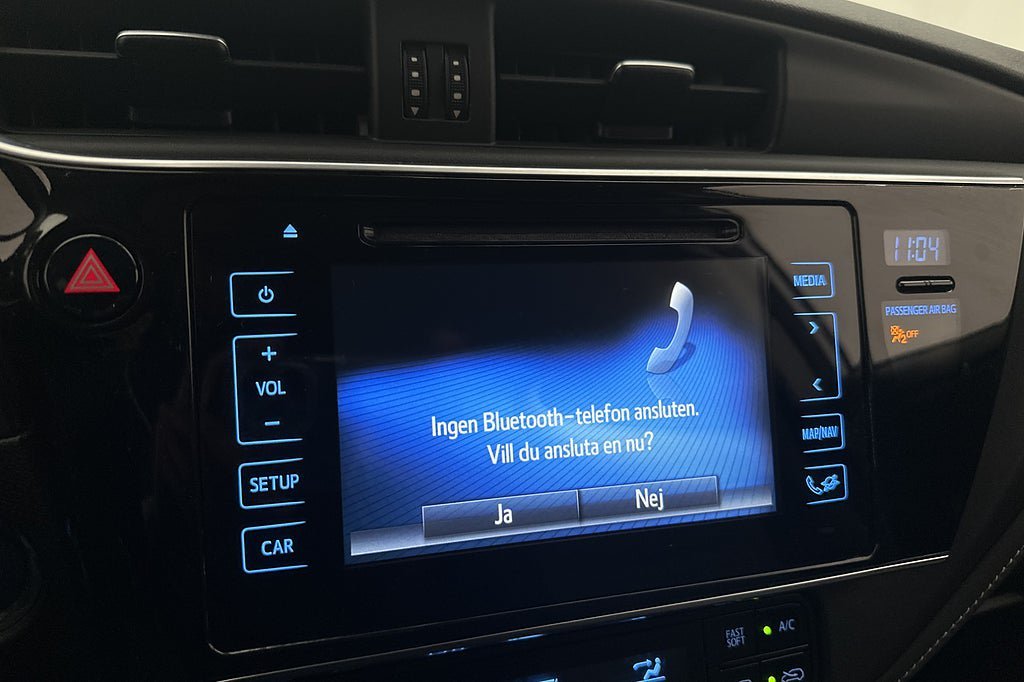 11:04
MEDIA
PASSENGER AIR BAG
2 OFF
+
VOL
−
Ingen Bluetooth-telefon ansluten.
Vill du ansluta en nu?
MAP/NAV
SETUP
Ja
Nej
CAR
FAST
SOFT
A/C